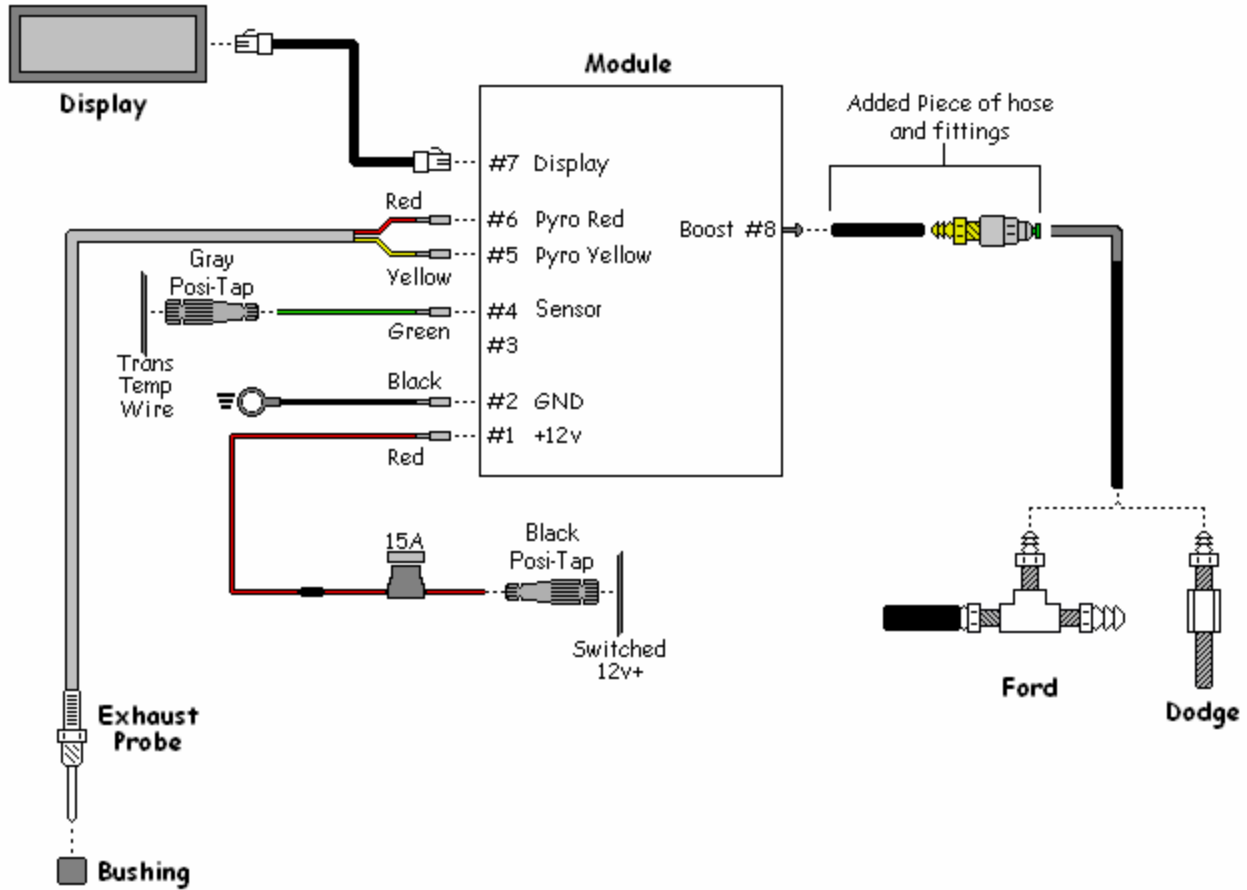 Display
Module
Added Piece of hose
and fittings
#7 Display
Red
#6 Pyro Red
Boost #8
#5 Pyro Yellow
Yellow
Gray
Posi-Tap
#4 Sensor
Green
#3
Trans
Temp
Wire
Black
#2 GND
#1 +12v
Red
15A
Black
Posi-Tap
Switched
12v+
Ford
Dodge
Exhaust
Probe
Bushing